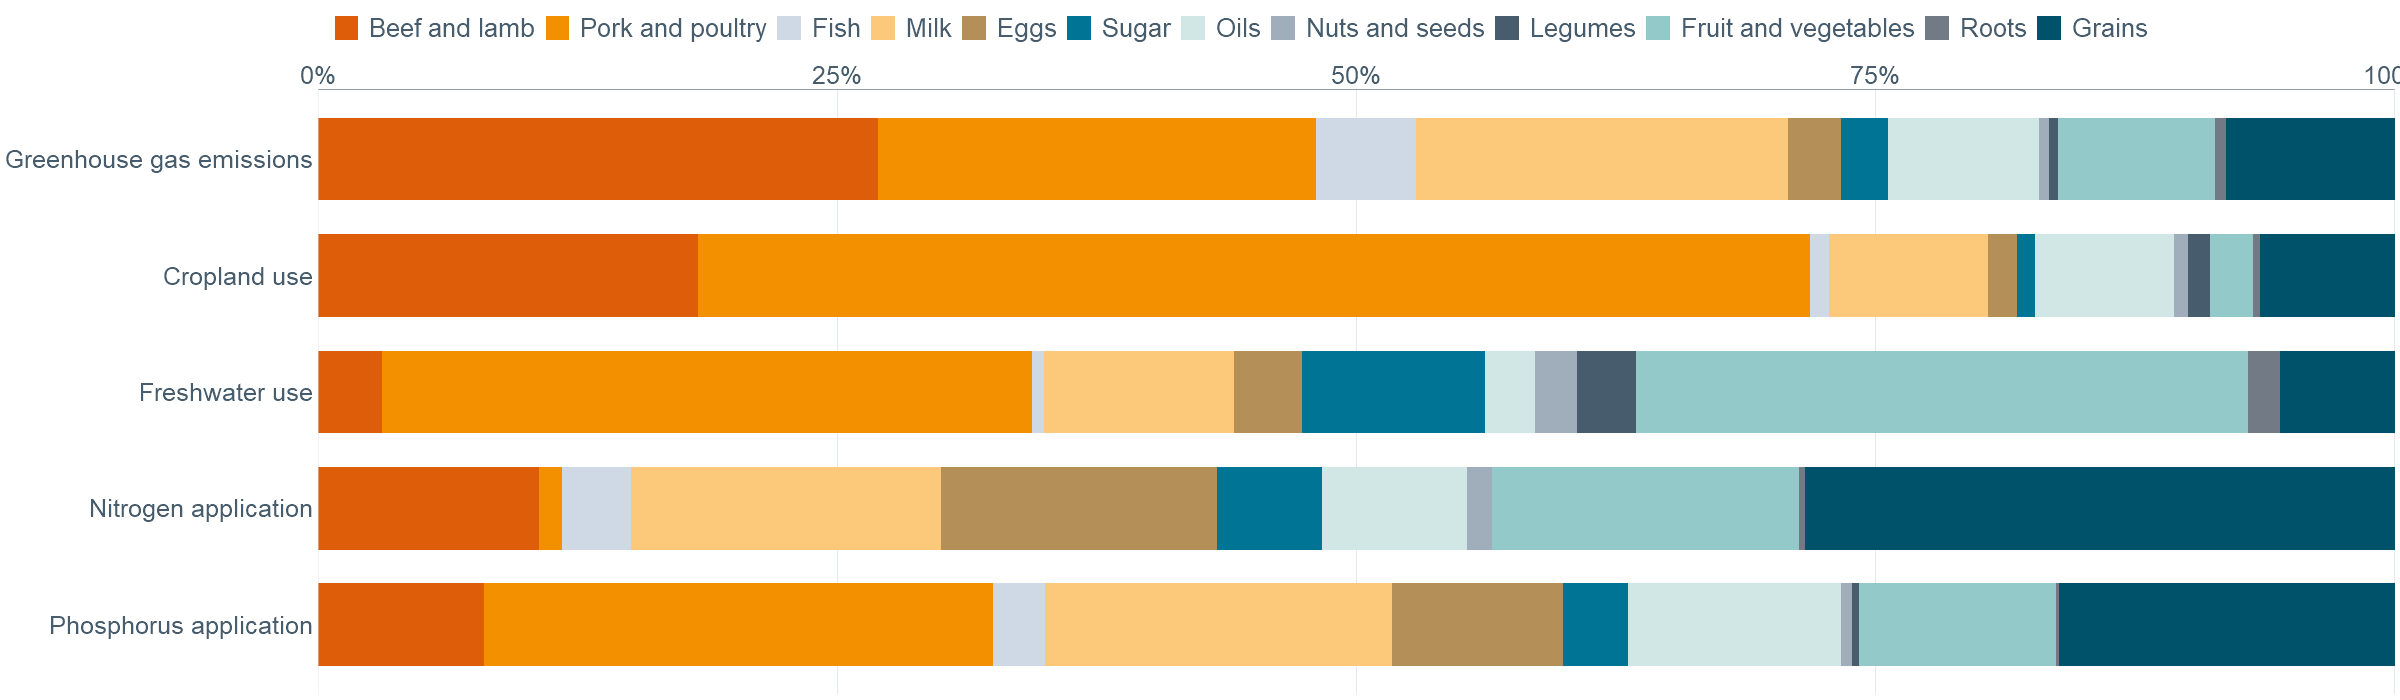 Beef and lamb Pork and poultry Fish Milk Eggs Sugar Oils Nuts and seeds Legumes Fruit and vegetables Roots Grains
0% 25% 50% 75% 100
Greenhouse gas emissions
Cropland use
Freshwater use
Nitrogen application
Phosphorus application